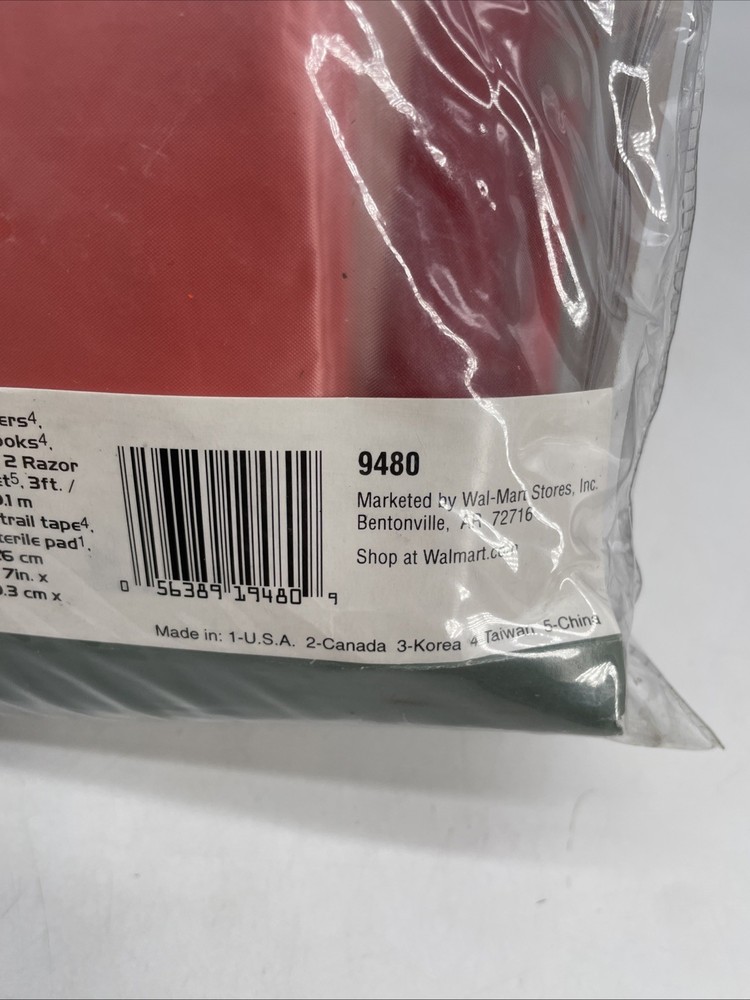 ers4,
ooks4,
2 Razor
et5, 3ft. /
.1 m
trail tape4,
terile pad1,
.6 cm
7in. x
.3 cm x
0 56389 19480 9
9480
Marketed by Wal-Mart Stores, Inc.
Bentonville, AR 72716
Shop at Walmart.com
Made in: 1-U.S.A. 2-Canada 3-Korea 4-Taiwan 5-China